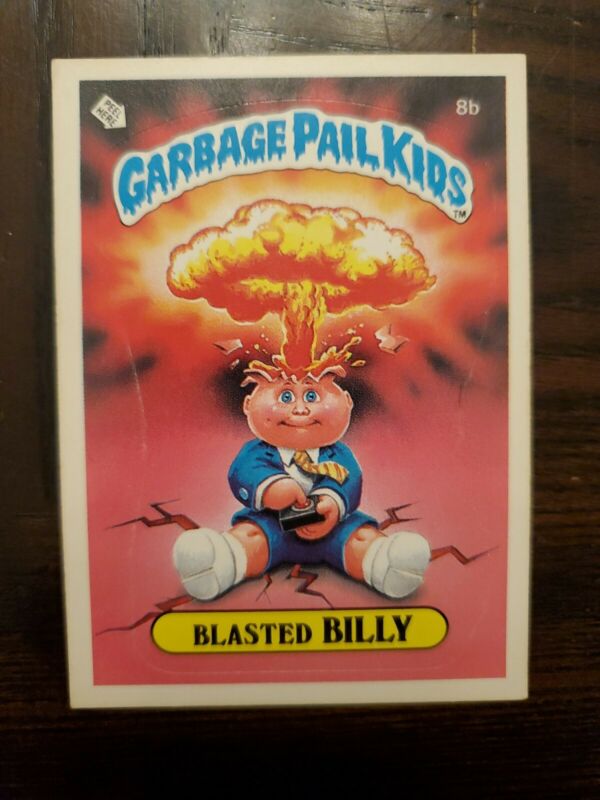 PEEL
HERE
8b
GARBAGE PAIL KIDS
TM
BLASTED BILLY